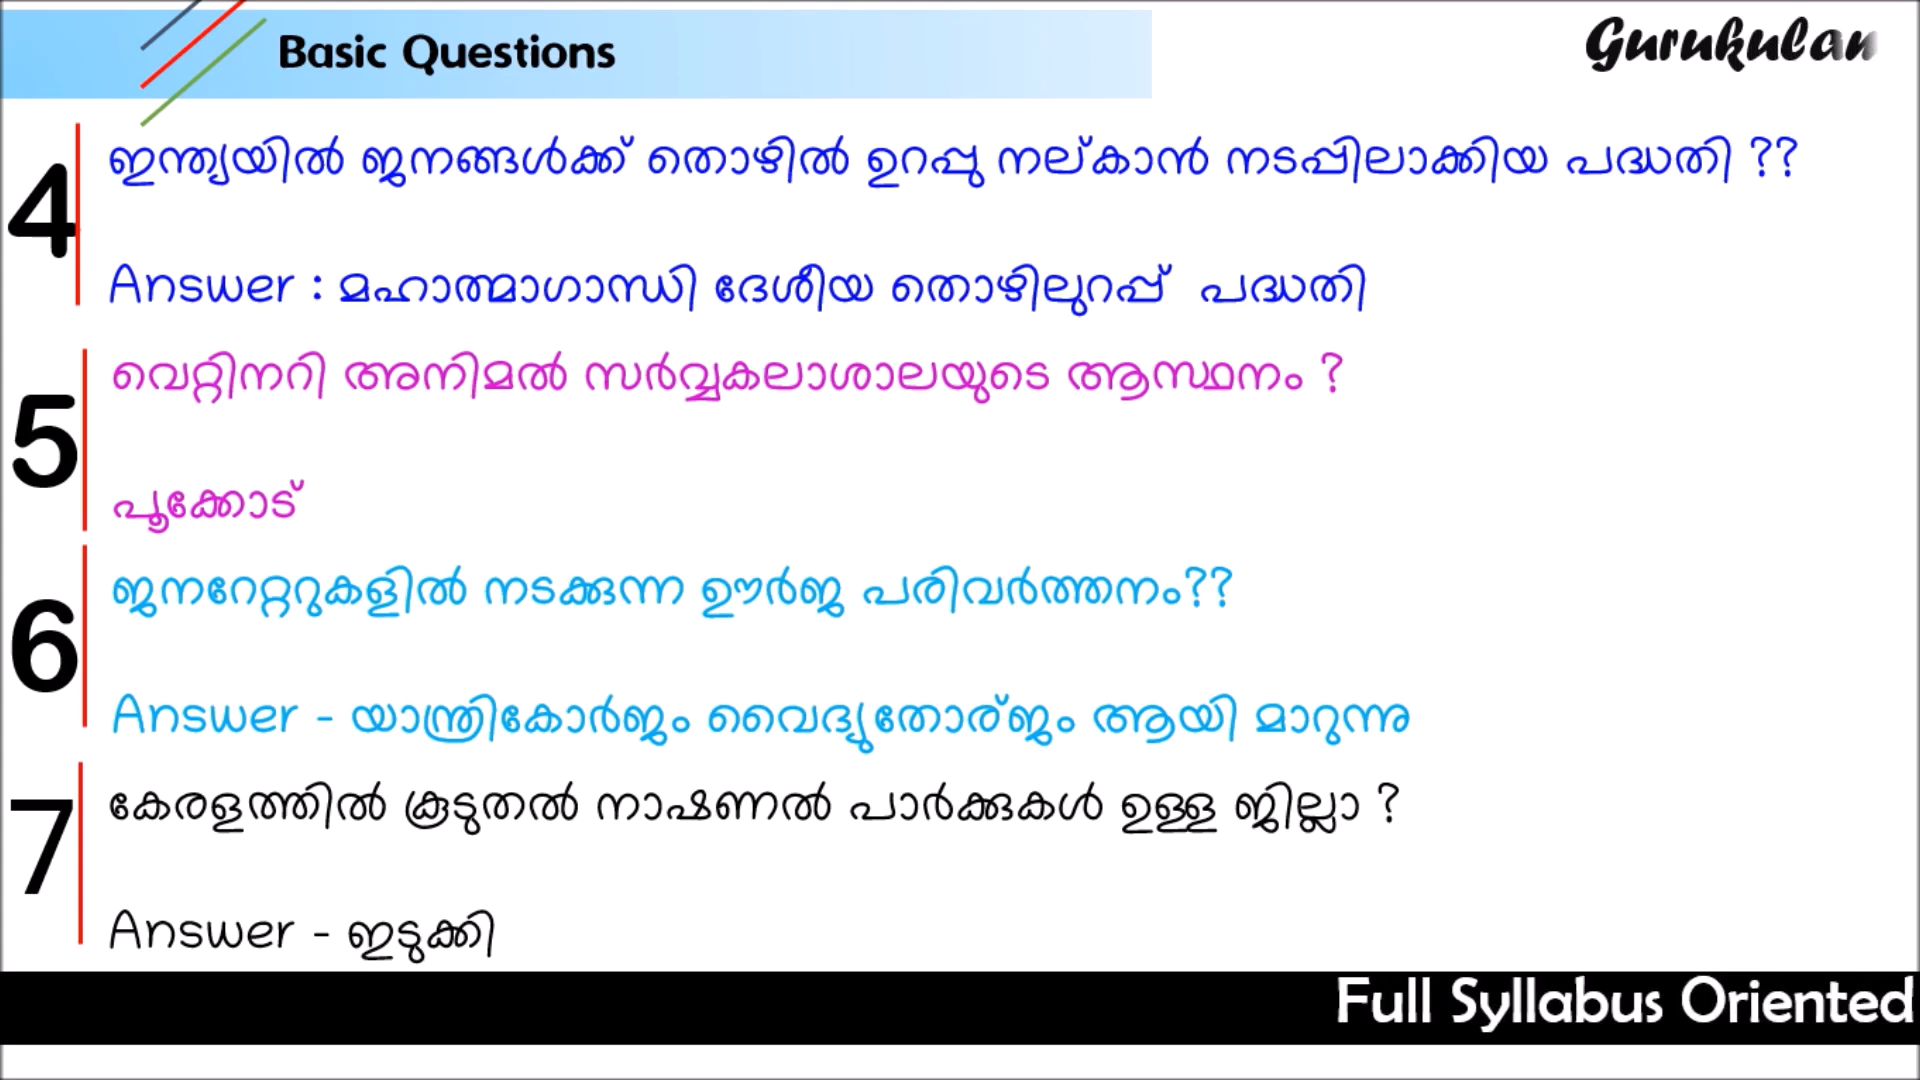 Basic Questions
Gurukulam
4
ഇന്ത്യയിൽ ജനങ്ങൾക്ക് തൊഴിൽ ഉറപ്പു നല്കാൻ നടപ്പിലാക്കിയ പദ്ധതി ??
Answer : മഹാത്മാഗാന്ധി ദേശീയ തൊഴിലുറപ്പ് പദ്ധതി
5
വെറ്റിനറി അനിമൽ സർവ്വകലാശാലയുടെ ആസ്ഥനം ?
പൂക്കോട്
6
ജനറേറ്ററുകളിൽ നടക്കുന്ന ഊർജ പരിവർത്തനം??
Answer - യാന്ത്രികോർജം വൈദ്യുതോര്ജം ആയി മാറുന്നു
7
കേരളത്തിൽ കൂടുതൽ നാഷണൽ പാർക്കുകൾ ഉള്ള ജില്ലാ ?
Answer - ഇടുക്കി
Full Syllabus Oriented